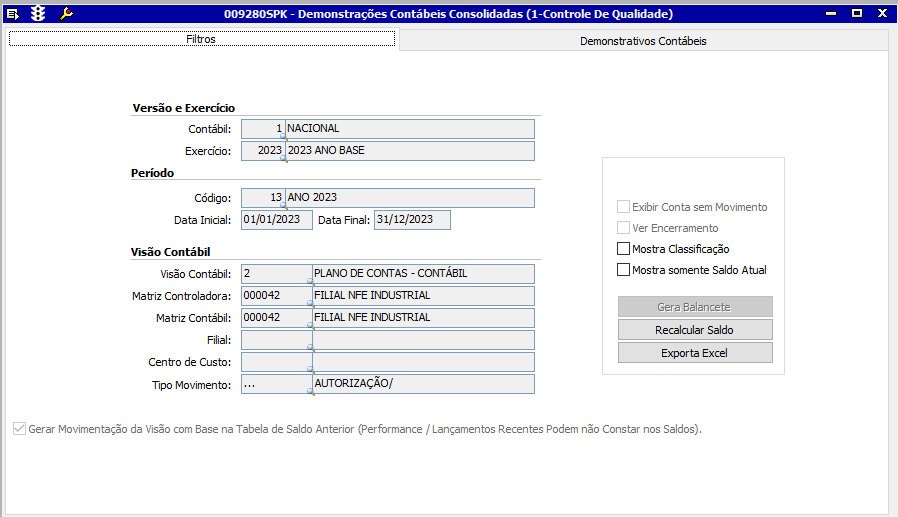 009280SPK - Demonstrações Contábeis Consolidadas (1-Controle De Qualidade)
Filtros
Demonstrativos Contábeis
Versão e Exercício
Contábil: 1 NACIONAL
Exercício: 2023 2023 ANO BASE
Período
Código: 13 ANO 2023
Data Inicial: 01/01/2023 Data Final: 31/12/2023
Visão Contábil
Visão Contábil: 2 PLANO DE CONTAS - CONTÁBIL
Matriz Controladora: 000042 FILIAL NFE INDUSTRIAL
Matriz Contábil: 000042 FILIAL NFE INDUSTRIAL
Filial:
Centro de Custo:
Tipo Movimento: ... AUTORIZAÇÃO/
Exibir Conta sem Movimento
Ver Encerramento
Mostra Classificação
Mostra somente Saldo Atual
Gera Balancete
Recalcular Saldo
Exporta Excel
Gerar Movimentação da Visão com Base na Tabela de Saldo Anterior (Performance / Lançamentos Recentes Podem não Constar nos Saldos).